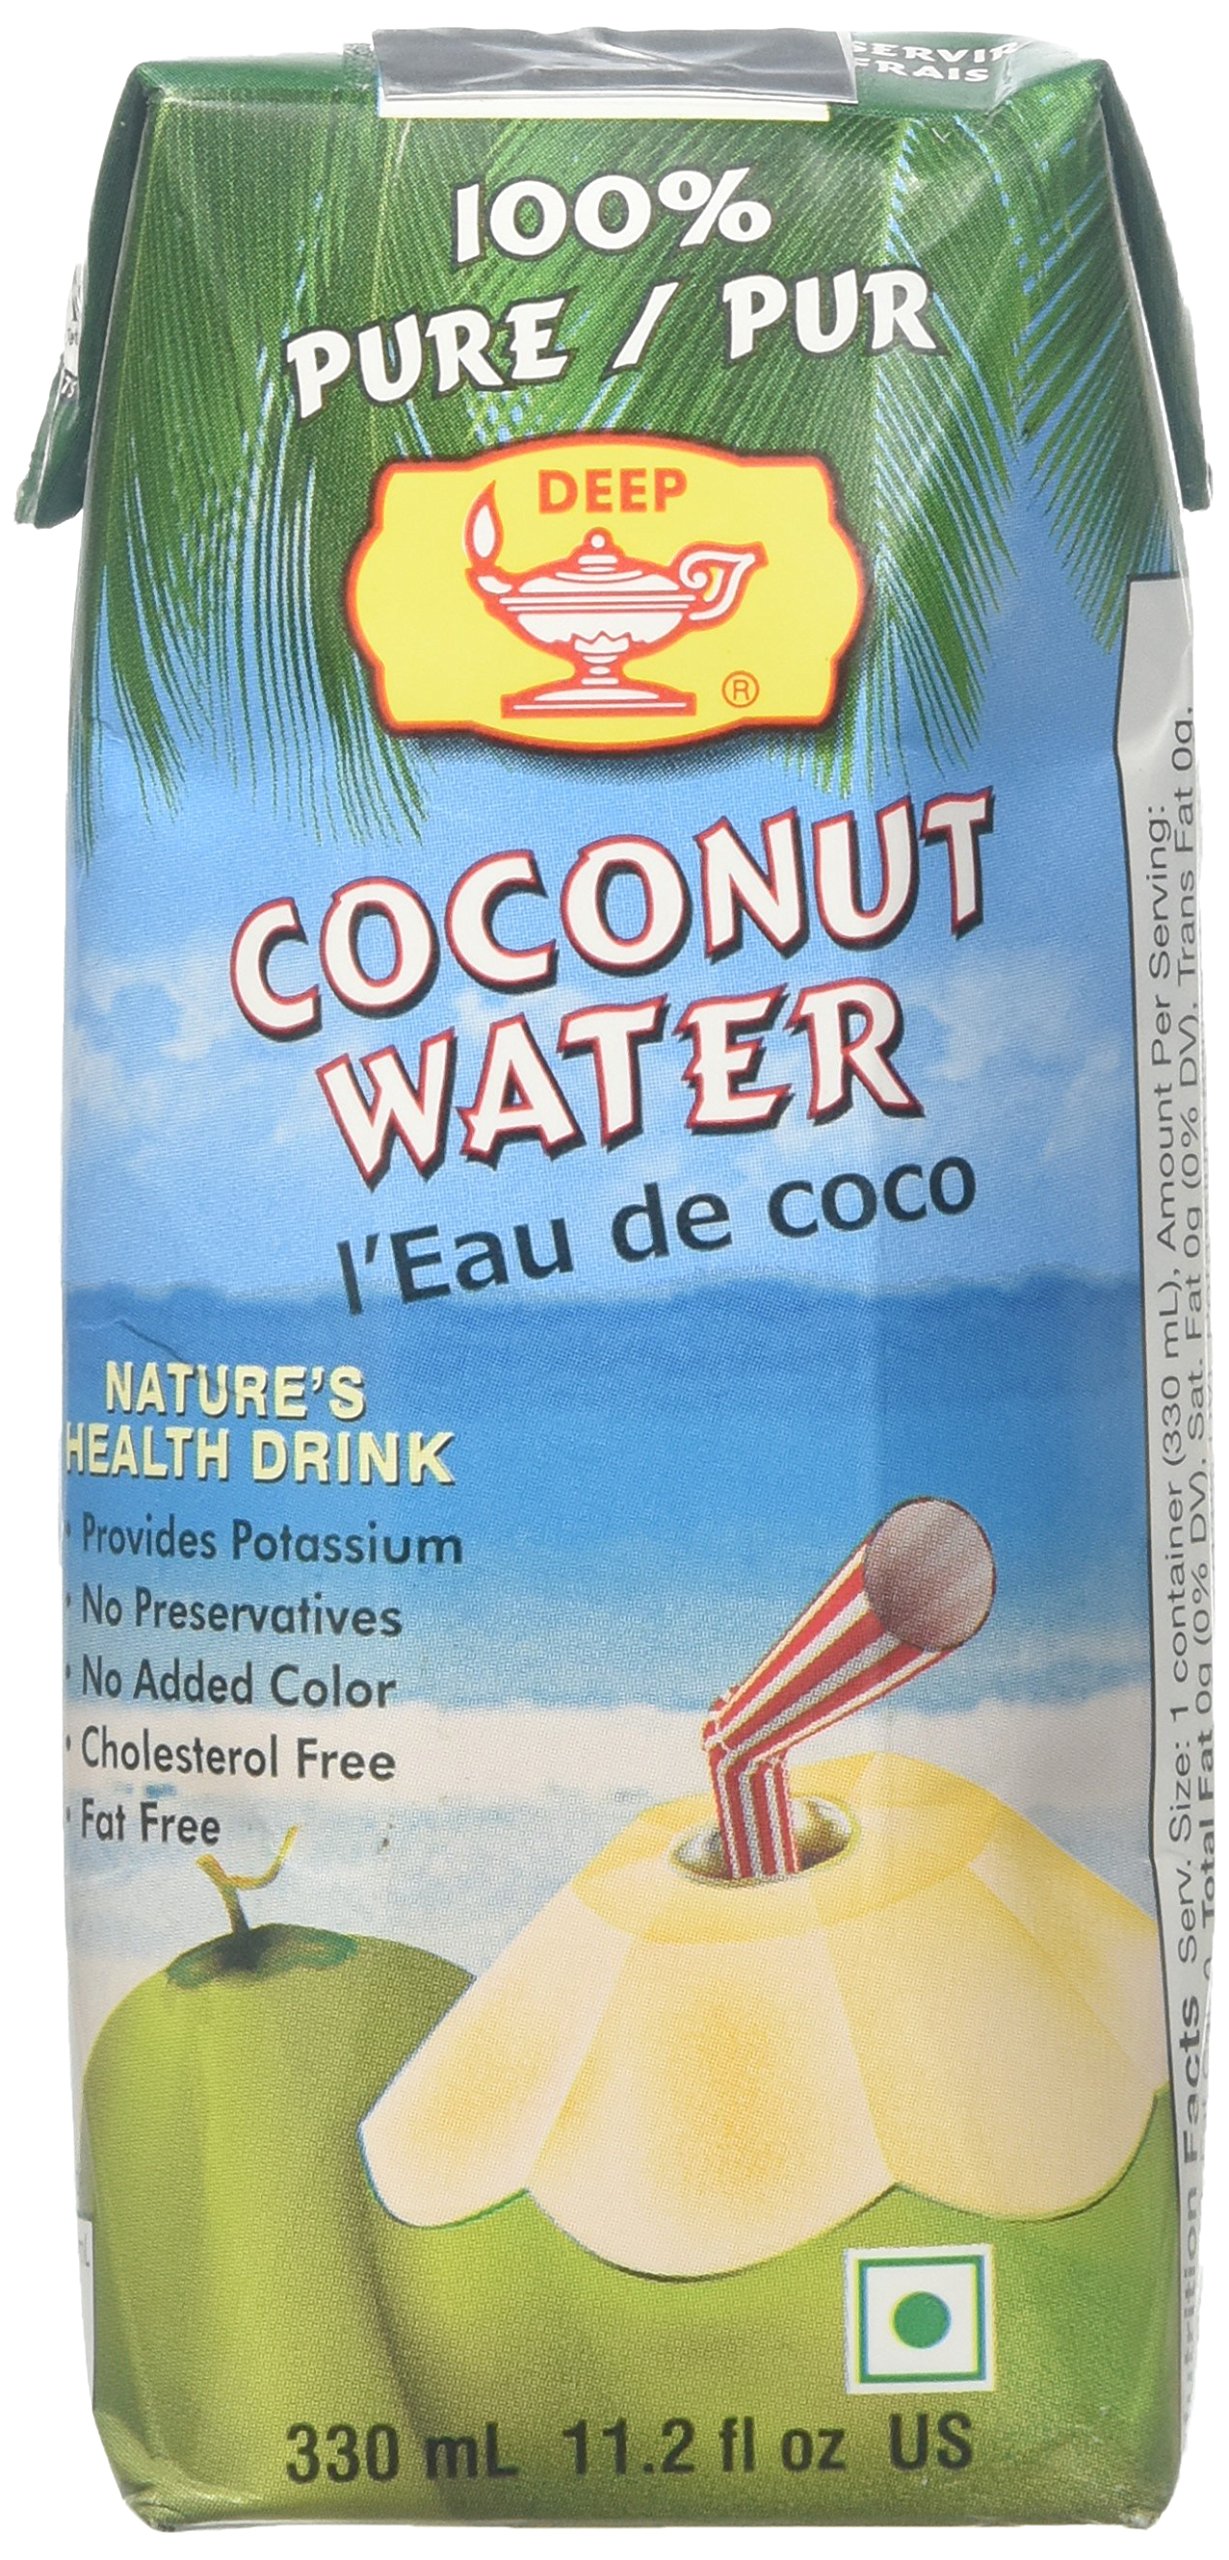 SERVIR
FRAIS
100%
PURE / PUR
DEEP
®
COCONUT
WATER
l'Eau de coco
NATURE'S
HEALTH DRINK
• Provides Potassium
• No Preservatives
• No Added Color
• Cholesterol Free
• Fat Free
330 mL 11.2 fl oz US
Facts Serv. Size: 1 container (330 mL), Amount Per Serving:
Total Fat 0g (0% DV), Sat. Fat 0g (0% DV), Trans Fat 0g,